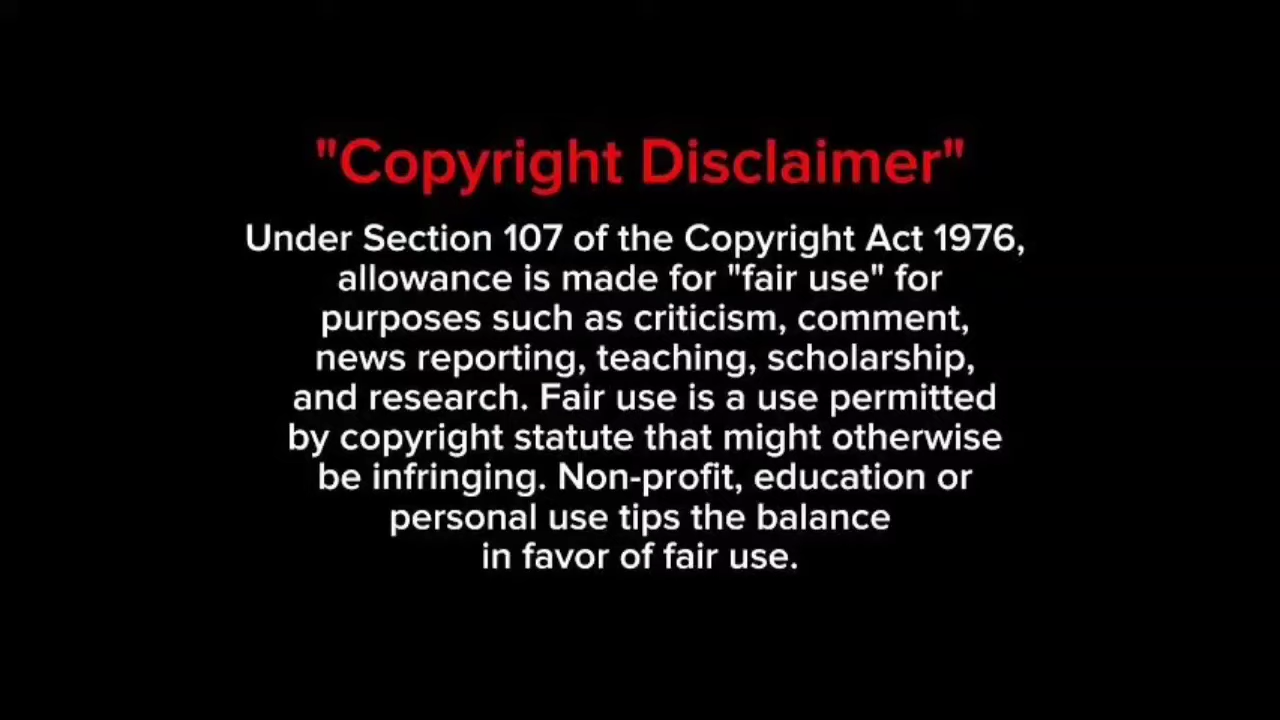 "Copyright Disclaimer"
Under Section 107 of the Copyright Act 1976,
allowance is made for "fair use" for
purposes such as criticism, comment,
news reporting, teaching, scholarship,
and research. Fair use is a use permitted
by copyright statute that might otherwise
be infringing. Non-profit, education or
personal use tips the balance
in favor of fair use.